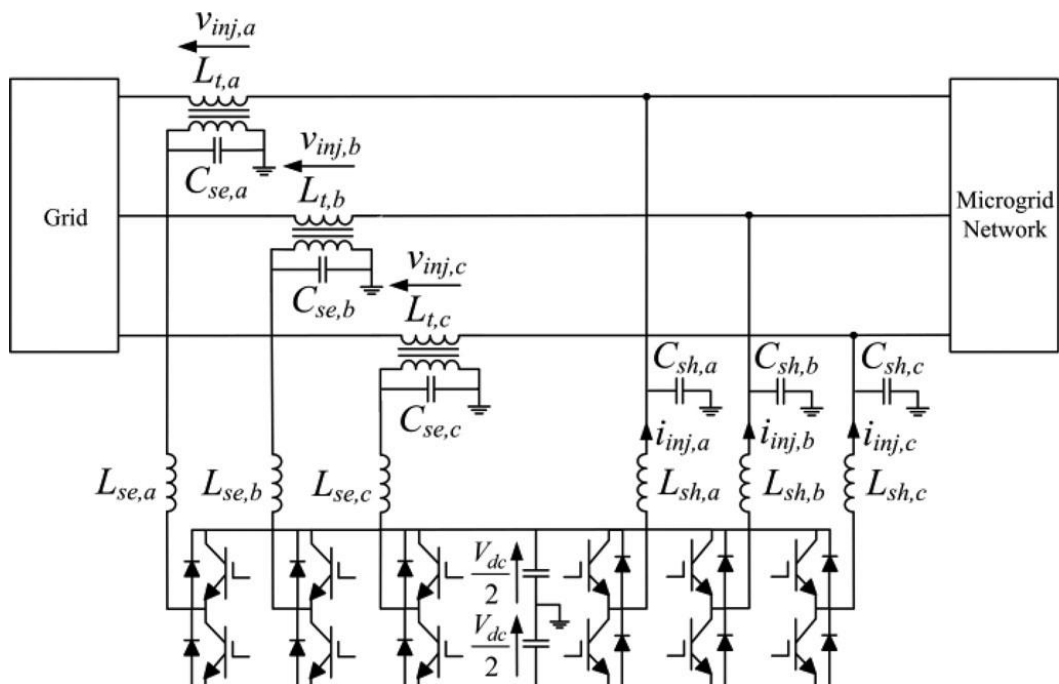 v_{inj,a}
L_{t,a}
v_{inj,b}
C_{se,a}
L_{t,b}
Grid
Microgrid
Network
v_{inj,c}
C_{se,b}
L_{t,c}
C_{sh,a} C_{sh,b} C_{sh,c}
C_{se,c}
i_{inj,a} i_{inj,b} i_{inj,c}
L_{se,a} L_{se,b} L_{se,c} L_{sh,a} L_{sh,b} L_{sh,c}
V_{dc}
2
V_{dc}
2